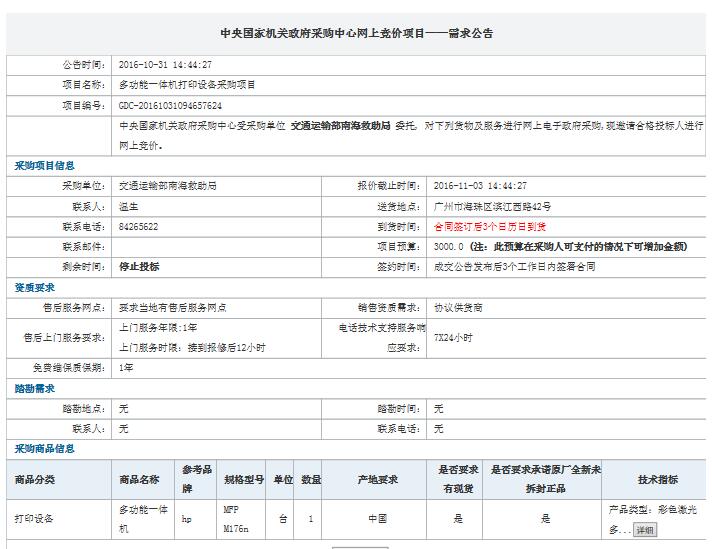 中央国家机关政府采购中心网上竞价项目——需求公告
公告时间： 2016-10-31 14:44:27
项目名称： 多功能一体机打印设备采购项目
项目编号： GDC-20161031094657624
中央国家机关政府采购中心受采购单位 交通运输部南海救助局 委托，对下列货物及服务进行网上电子政府采购,现邀请合格投标人进行
网上竞价。
采购项目信息
采购单位： 交通运输部南海救助局 报价截止时间： 2016-11-03 14:44:27
联系人： 温生 送货地点： 广州市海珠区滨江西路42号
联系电话： 84265622 到货时间： 合同签订后3个日历日到货
联系邮件： 项目预算： 3000.0 (注：此预算在采购人可支付的情况下可增加金额)
剩余时间： 停止投标 签约时间： 成交公告发布后3个工作日内签署合同
资质要求
售后服务网点： 要求当地有售后服务网点 销售资质需求： 协议供货商
售后上门服务要求： 上门服务年限:1年
上门服务时限：接到报修后12小时
电话技术支持服务响
应要求： 7X24小时
免费维保质保期： 1年
踏勘需求
踏勘地点： 无 踏勘时间： 无
联系人： 无 联系电话： 无
采购商品信息
商品分类 商品名称 参考品
牌 规格型号 单位 数量 产地要求 是否要求
有现货 是否要求承诺原厂全新未
拆封正品 技术指标
打印设备 多功能一体
机 hp MFP
M176n 台 1 中国 是 是 产品类型：彩色激光
多... 详细